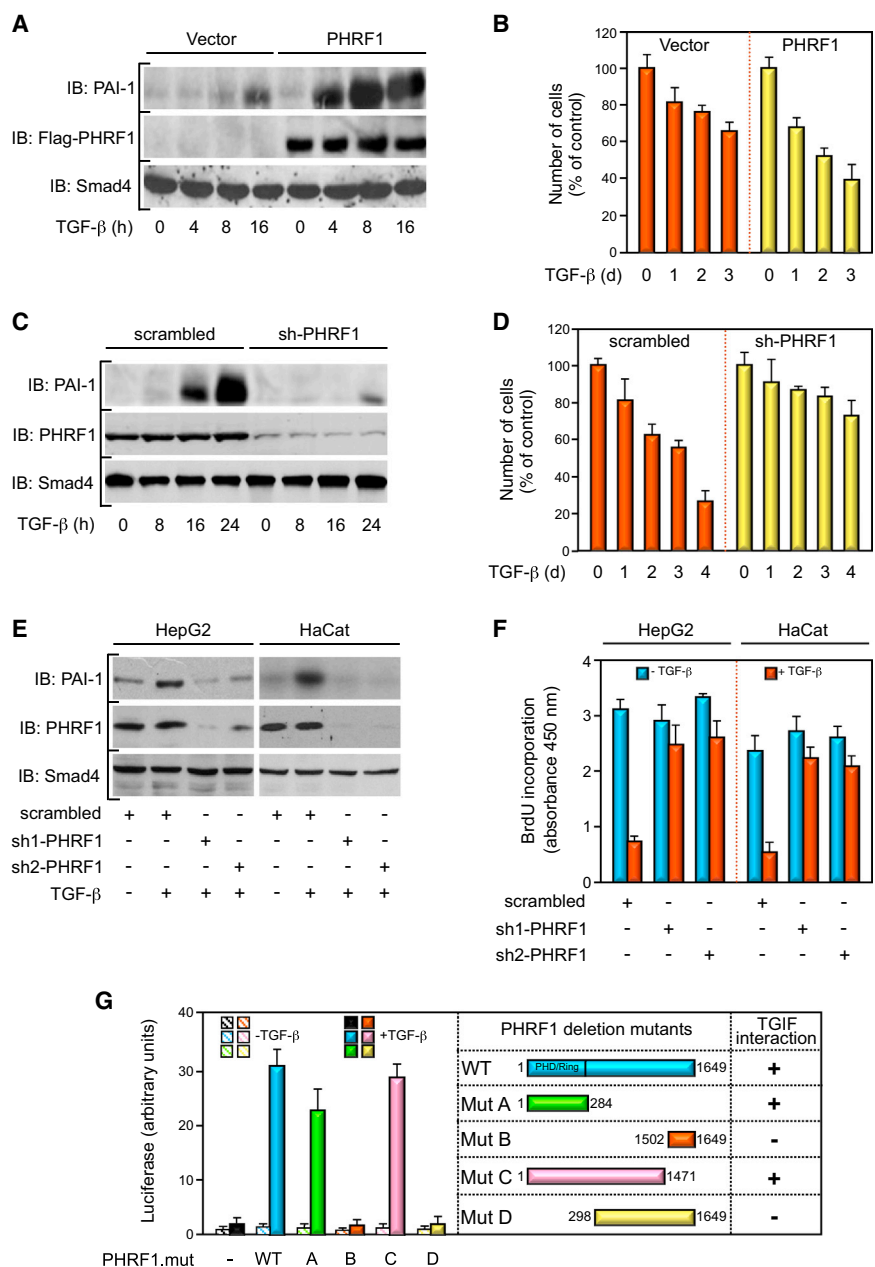 A
Vector PHRF1
IB: PAI-1
IB: Flag-PHRF1
IB: Smad4
TGF-β (h) 0 4 8 16 0 4 8 16
B
120
100
80
60
40
20
0
Number of cells
(% of control)
Vector PHRF1
TGF-β (d) 0 1 2 3 0 1 2 3
C
scrambled sh-PHRF1
IB: PAI-1
IB: PHRF1
IB: Smad4
TGF-β (h) 0 8 16 24 0 8 16 24
D
120
100
80
60
40
20
0
Number of cells
(% of control)
scrambled sh-PHRF1
TGF-β (d) 0 1 2 3 4 0 1 2 3 4
E
HepG2 HaCat
IB: PAI-1
IB: PHRF1
IB: Smad4
scrambled + + - - + + - -
sh1-PHRF1 - - + - - - + -
sh2-PHRF1 - - - + - - - +
TGF-β - + + + - + + +
F
HepG2 HaCat
4
3
2
1
0
BrdU incorporation
(absorbance 450 nm)
- TGF-β + TGF-β
scrambled + - - + - -
sh1-PHRF1 - + - - + -
sh2-PHRF1 - - + - - +
G
40
30
20
10
0
Luciferase (arbitrary units)
-TGF-β +TGF-β
PHRF1.mut - WT A B C D
PHRF1 deletion mutants TGIF
interaction
WT 1 PHD/Ring 1649 +
Mut A 1 284 +
Mut B 1502 1649 -
Mut C 1 1471 +
Mut D 298 1649 -